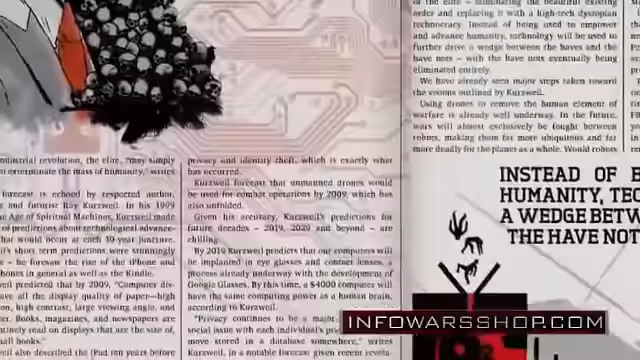 industrial revolution, the elite, "may simply
exterminate the mass of humanity," writes
forecast is echoed by respected author,
and futurist Ray Kurzweil. In his 1999
Age of Spiritual Machines, Kurzweil made
of predictions about technological advance-
that would occur at each 10-year juncture.
short term predictions were stunningly
he foresaw the rise of the iPhone and
phones in general as well as the Kindle.
predicted that by 2009, "Computer dis-
have all the display quality of paper—high
high contrast, large viewing angle, and
Books, magazines, and newspapers are
routinely read on displays that are the size of,
small books."
also described the iPad ten years before
privacy and identity theft, which is exactly what
has occurred.
Kurzweil forecast that unmanned drones would
be used for combat operations by 2009, which has
also unfolded.
Given his accuracy, Kurzweil's predictions for
future decades – 2019, 2029 and beyond – are
chilling.
By 2019 Kurzweil predicts that our computers will
be implanted in eye glasses and contact lenses, a
process already underway with the development of
Google Glasses. By this time, a $4000 computer will
have the same computing power as a human brain,
according to Kurzweil.
"Privacy continues to be a major
social issue with each individual's
move stored in a database somewhere," writes
Kurzweil, in a notable forecast given recent
of the elite – eliminating the beautiful existing
order and replacing it with a high-tech dystopian
technocracy. Instead of being used to empower
and advance humanity, technology will be used to
further drive a wedge between the haves and the
have nots – with the have nots eventually being
eliminated entirely.
We have already seen major steps taken toward
the visions outlined by Kurzweil.
Using drones to remove the human element of
warfare is already well underway. In the future,
wars will almost exclusively be fought between
robots, making them far more ubiquitous and far
more deadly for the planet as a whole. Would robots
INSTEAD OF B
HUMANITY, TEC
A WEDGE BETW
THE HAVE NOT
INFOWARSSHOP.COM